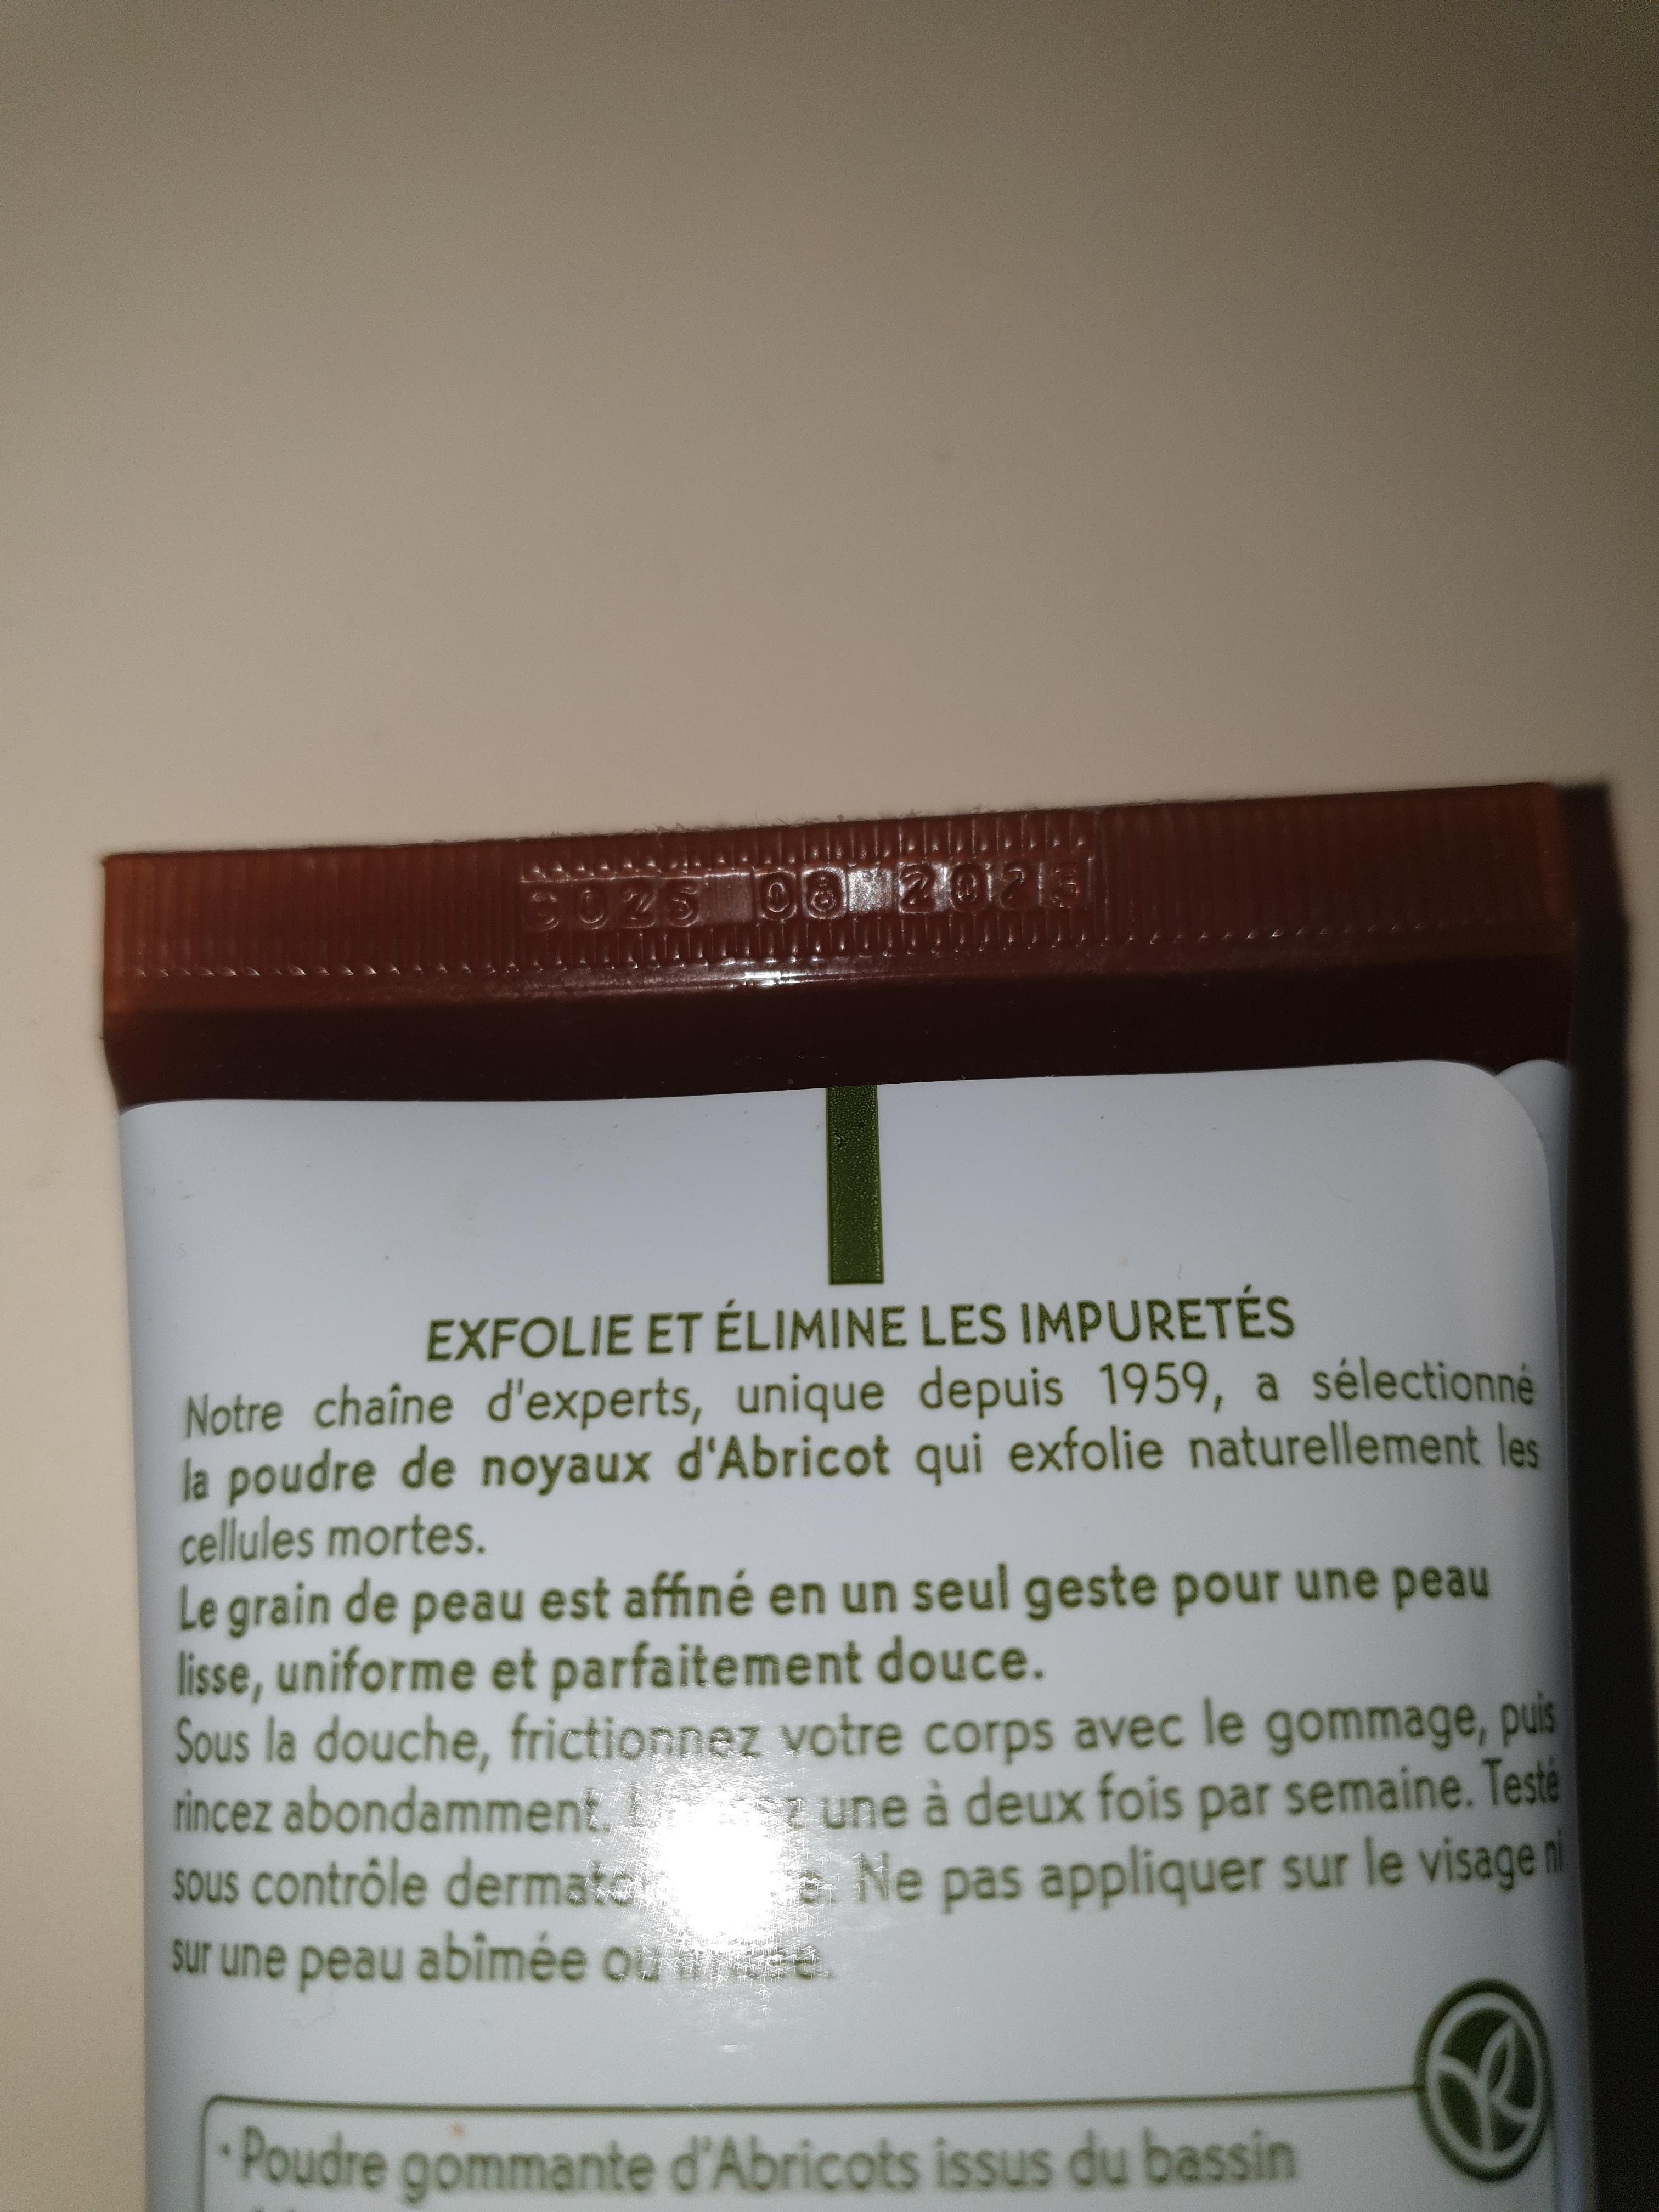 08
EXFOLIE ET ÉLIMINE LES IMPURETÉS
Notre chaîne d'experts, unique depuis 1959, a sélectionné
la poudre de noyaux d'Abricot qui exfolie naturellement les
cellules mortes.
Le grain de peau est affiné en un seul geste pour une peau
lisse, uniforme et parfaitement douce.
Sous la douche, frictionnez votre corps avec le gommage, puis
rincez abondamment. une à deux fois par semaine. Testé
sous contrôle Ne pas appliquer sur le visage ni
sur une peau abîmée ou
· Poudre gommante d'Abricots issus du bassin